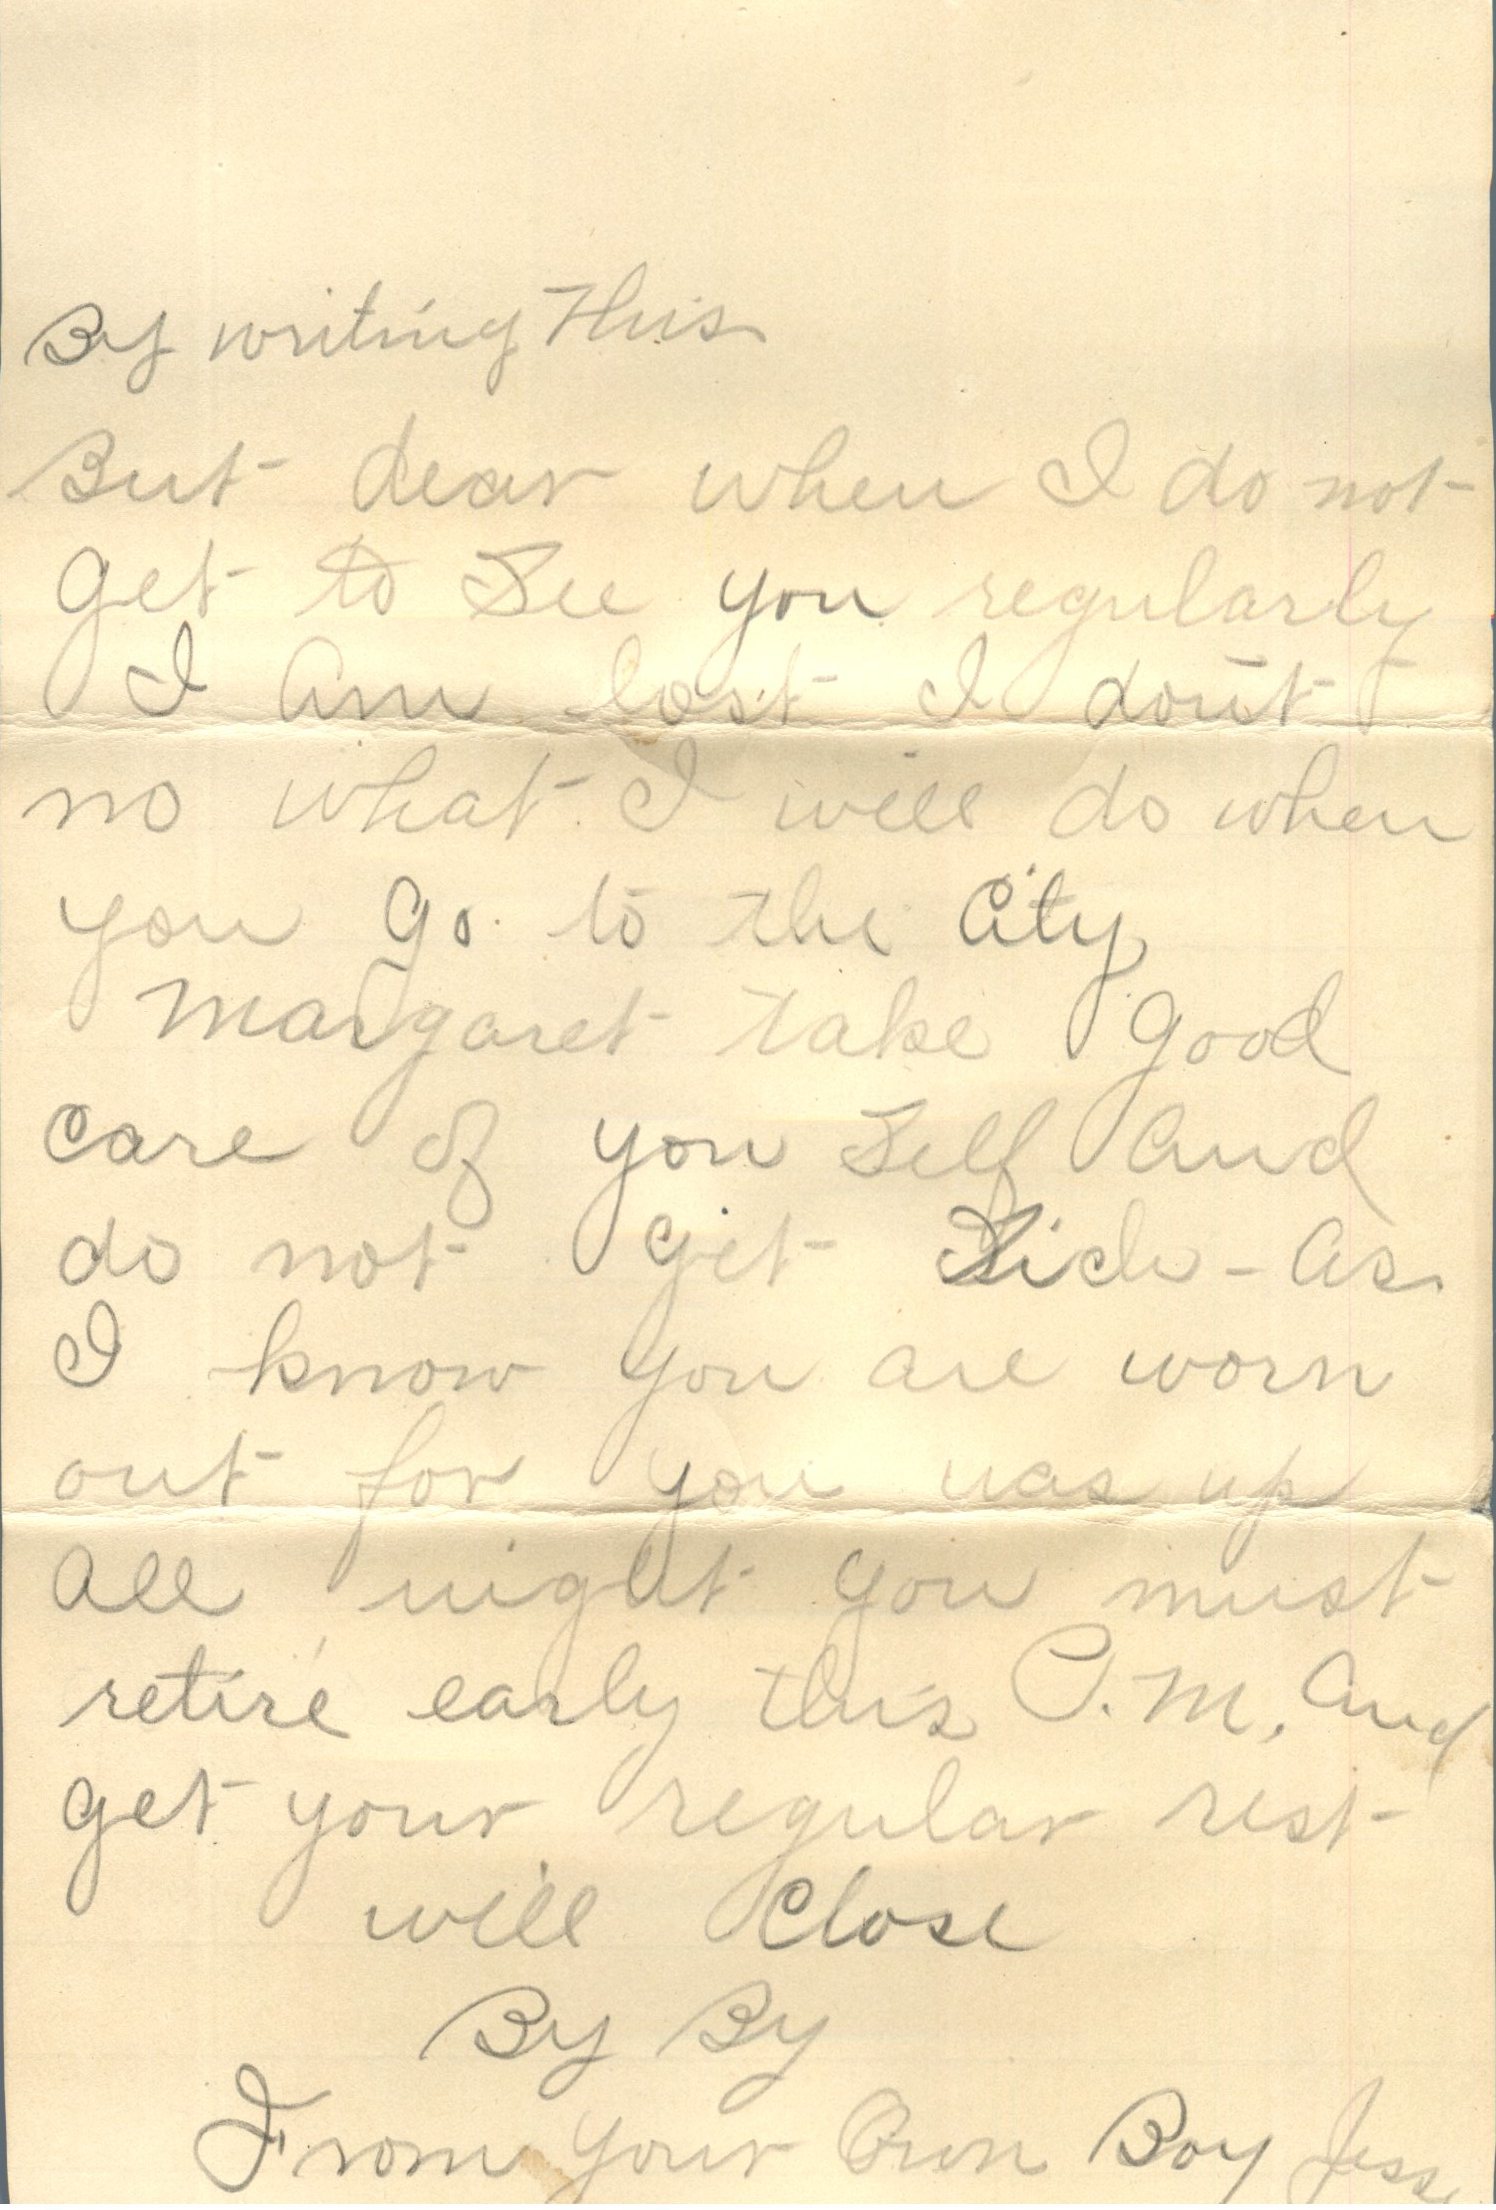 By writing This
But dear when I do not
get to See you regularly
I Am lost I don't
no what I will do when
you go to the City
Margaret take good
Care of you Self And
do not get Sick - As
I know you are worn
out for you was up
All night you must
retire early this P.M. And
get your regular rest
will Close
By By
From your Own Boy Jess